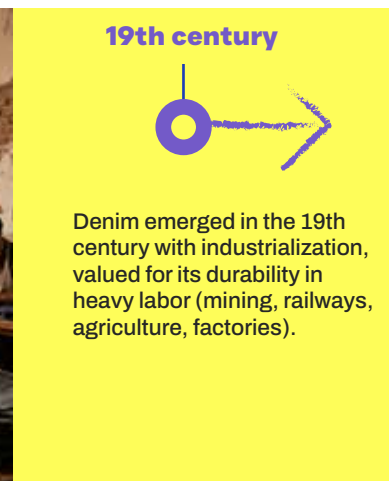 19th century
Denim emerged in the 19th
century with industrialization,
valued for its durability in
heavy labor (mining, railways,
agriculture, factories).